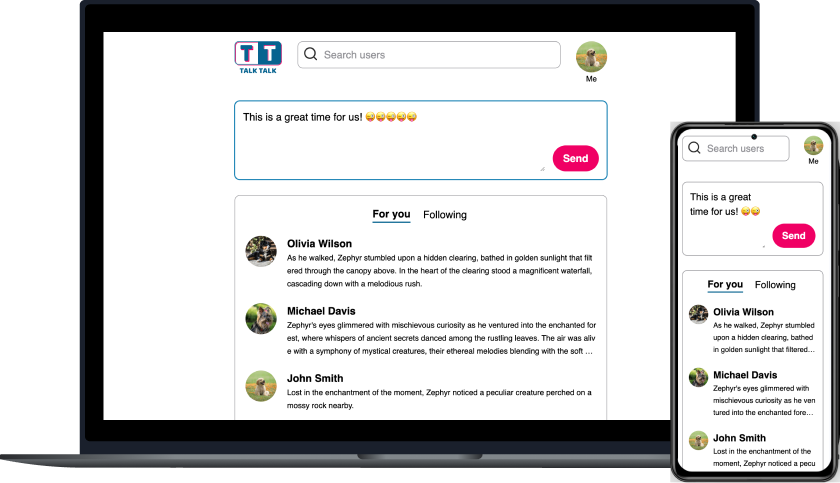 T T
TALK TALK
Search users
Me
This is a great time for us! 😜😜😜😜😜
Send
For you Following
Olivia Wilson
As he walked, Zephyr stumbled upon a hidden clearing, bathed in golden sunlight that filt
ered through the canopy above. In the heart of the clearing stood a magnificent waterfall,
cascading down with a melodious rush.
Michael Davis
Zephyr's eyes glimmered with mischievous curiosity as he ventured into the enchanted for
est, where whispers of ancient secrets danced among the rustling leaves. The air was aliv
e with a symphony of mystical creatures, their ethereal melodies blending with the soft ...
John Smith
Lost in the enchantment of the moment, Zephyr noticed a peculiar creature perched on a
mossy rock nearby.
Search users
Me
This is a great
time for us! 😜😜
Send
For you Following
Olivia Wilson
As he walked, Zephyr stumbled
upon a hidden clearing, bathed
in golden sunlight that filtered...
Michael Davis
Zephyr's eyes glimmered with
mischievous curiosity as he ven
tured into the enchanted fore...
John Smith
Lost in the enchantment of the
moment, Zephyr noticed a pecu